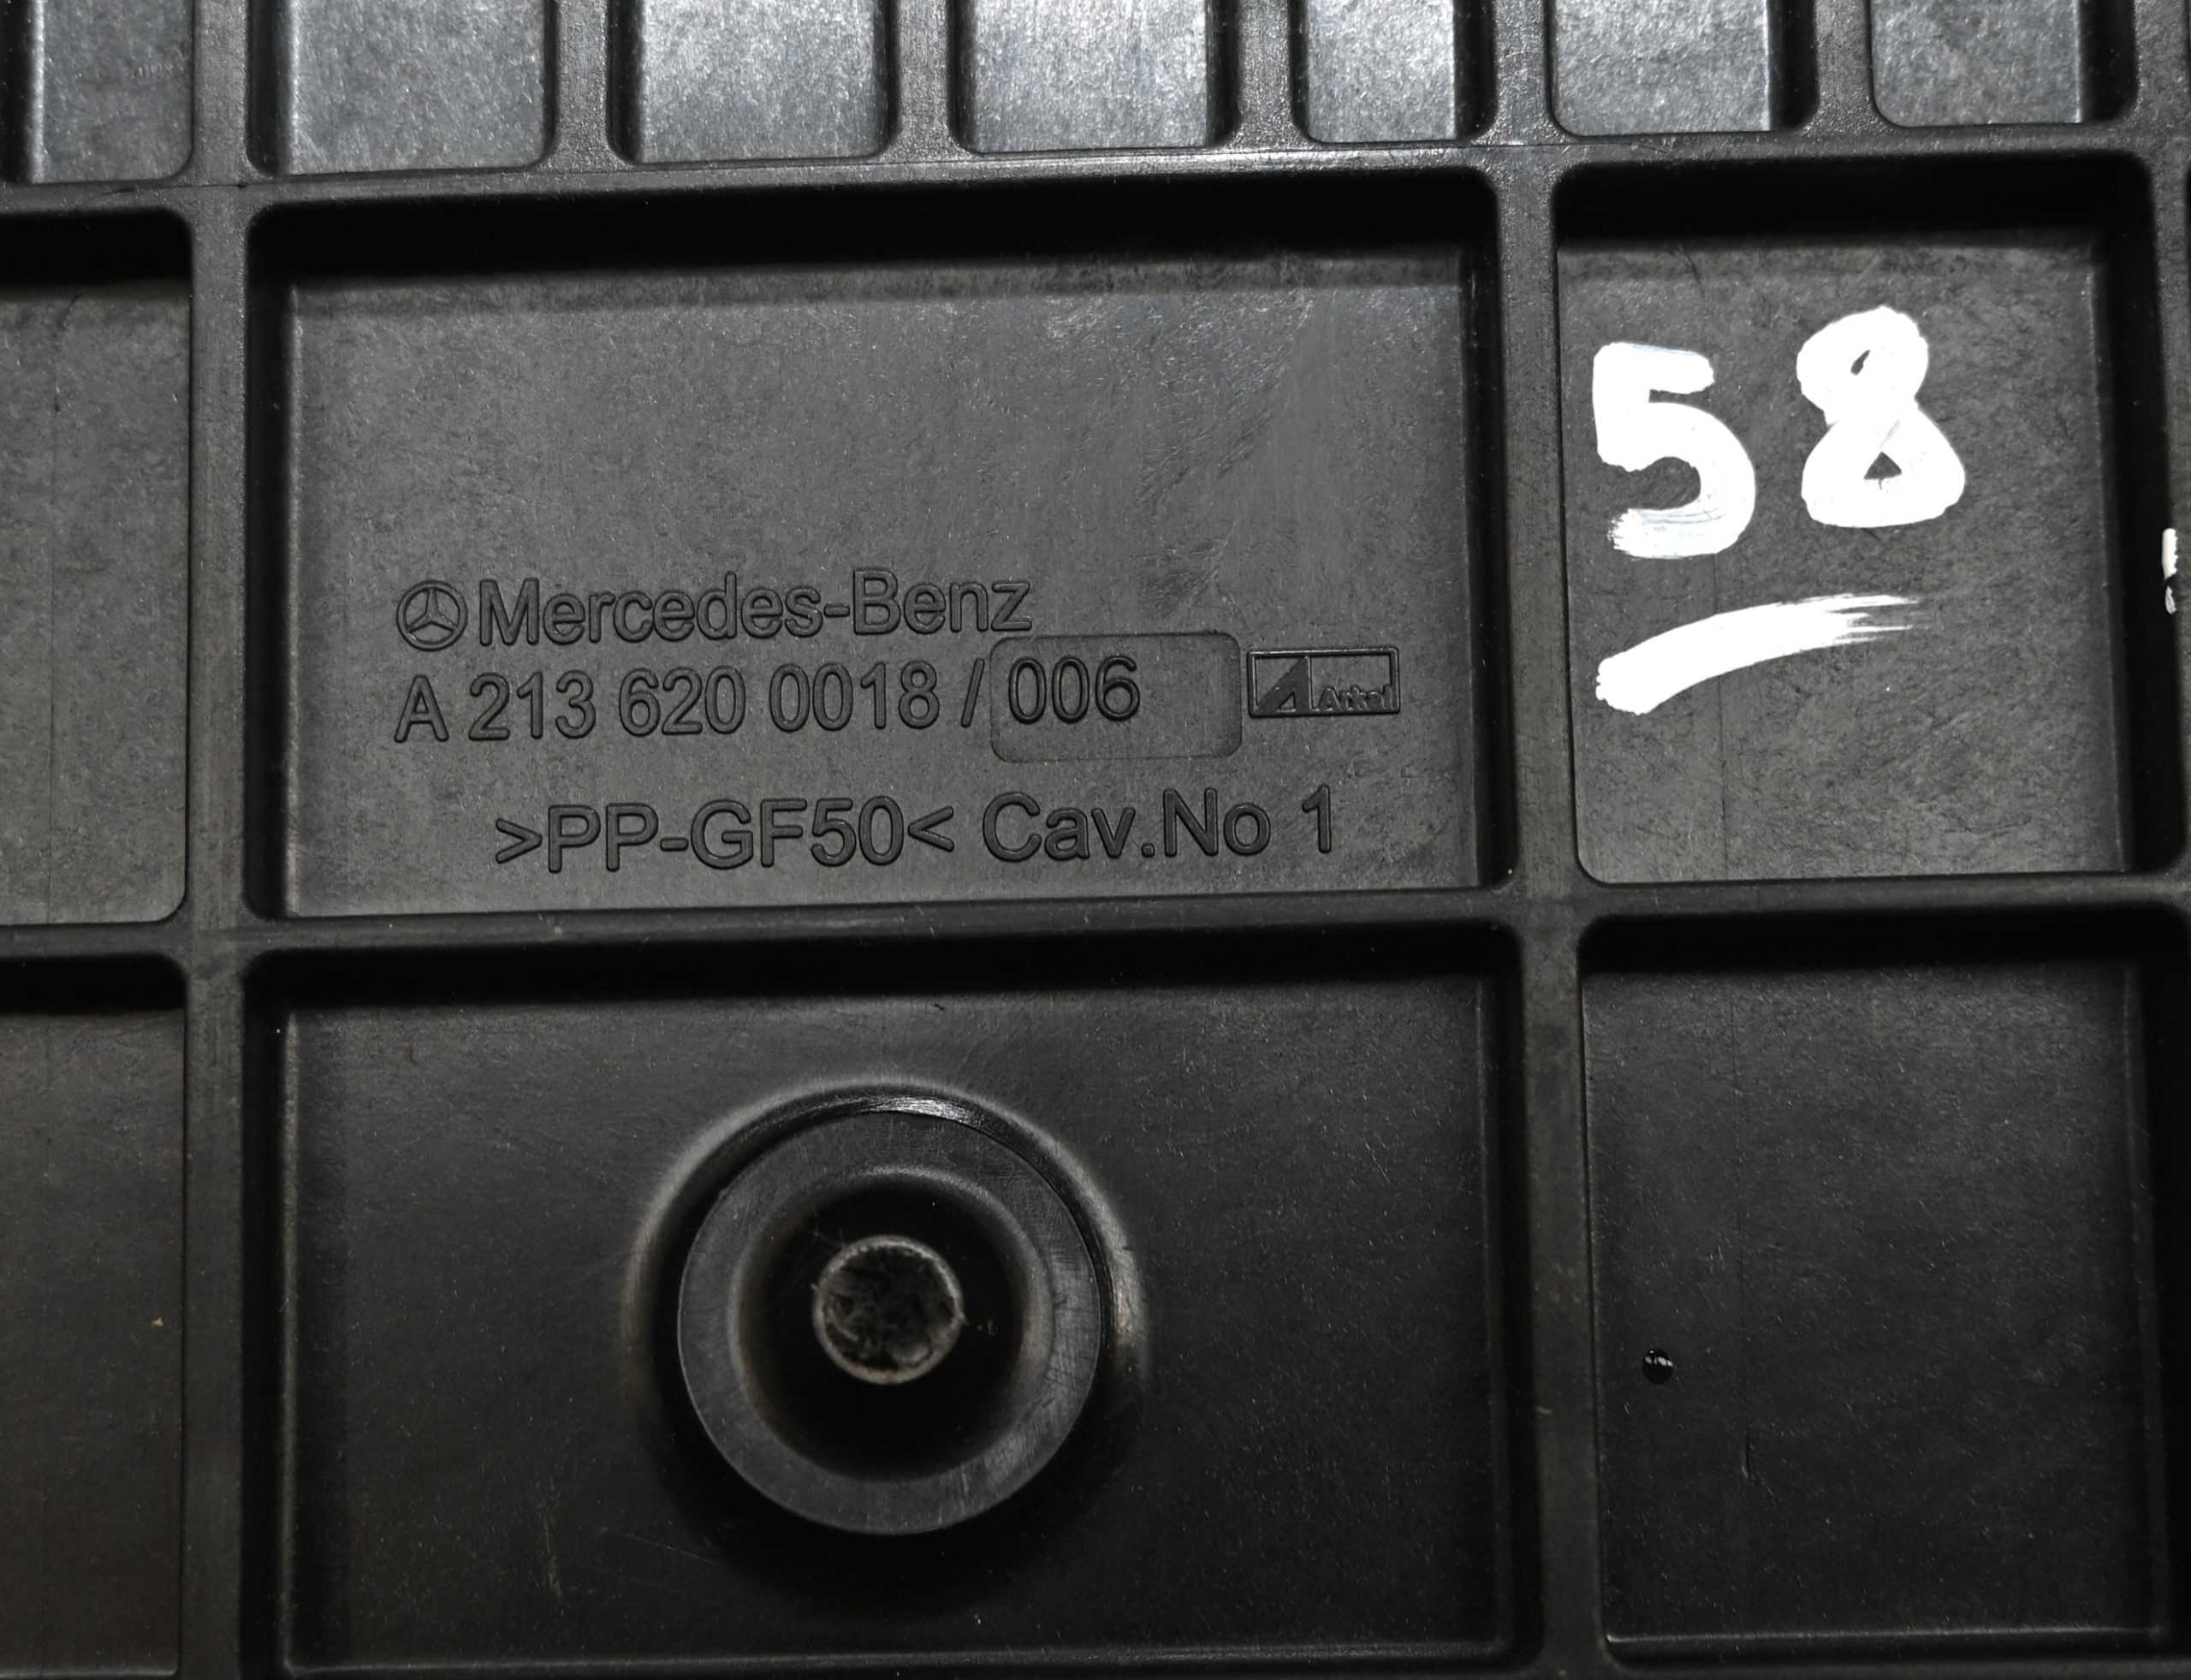 Mercedes-Benz
A 213 620 0018 / 006
>PP-GF50< Cav.No 1
58